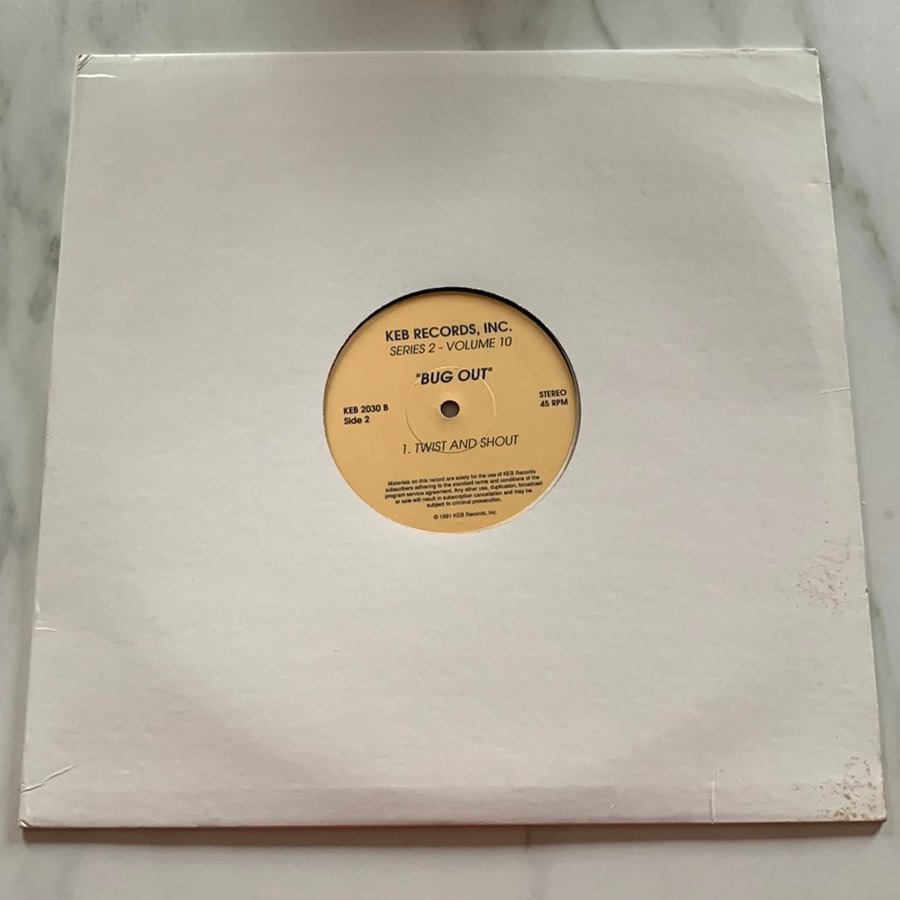 KEB RECORDS, INC.
SERIES 2 - VOLUME 10
"BUG OUT"
KEB 2030 B
Side 2
STEREO
45 RPM
1. TWIST AND SHOUT
Materials on this record are solely for the use of KEB Records
subscribers adhering to the standard terms and conditions of the
program service agreement. Any other use, duplication, broadcast
or sale will result in subscription cancellation and may be
subject to criminal prosecution.
© 1991 KEB Records, Inc.